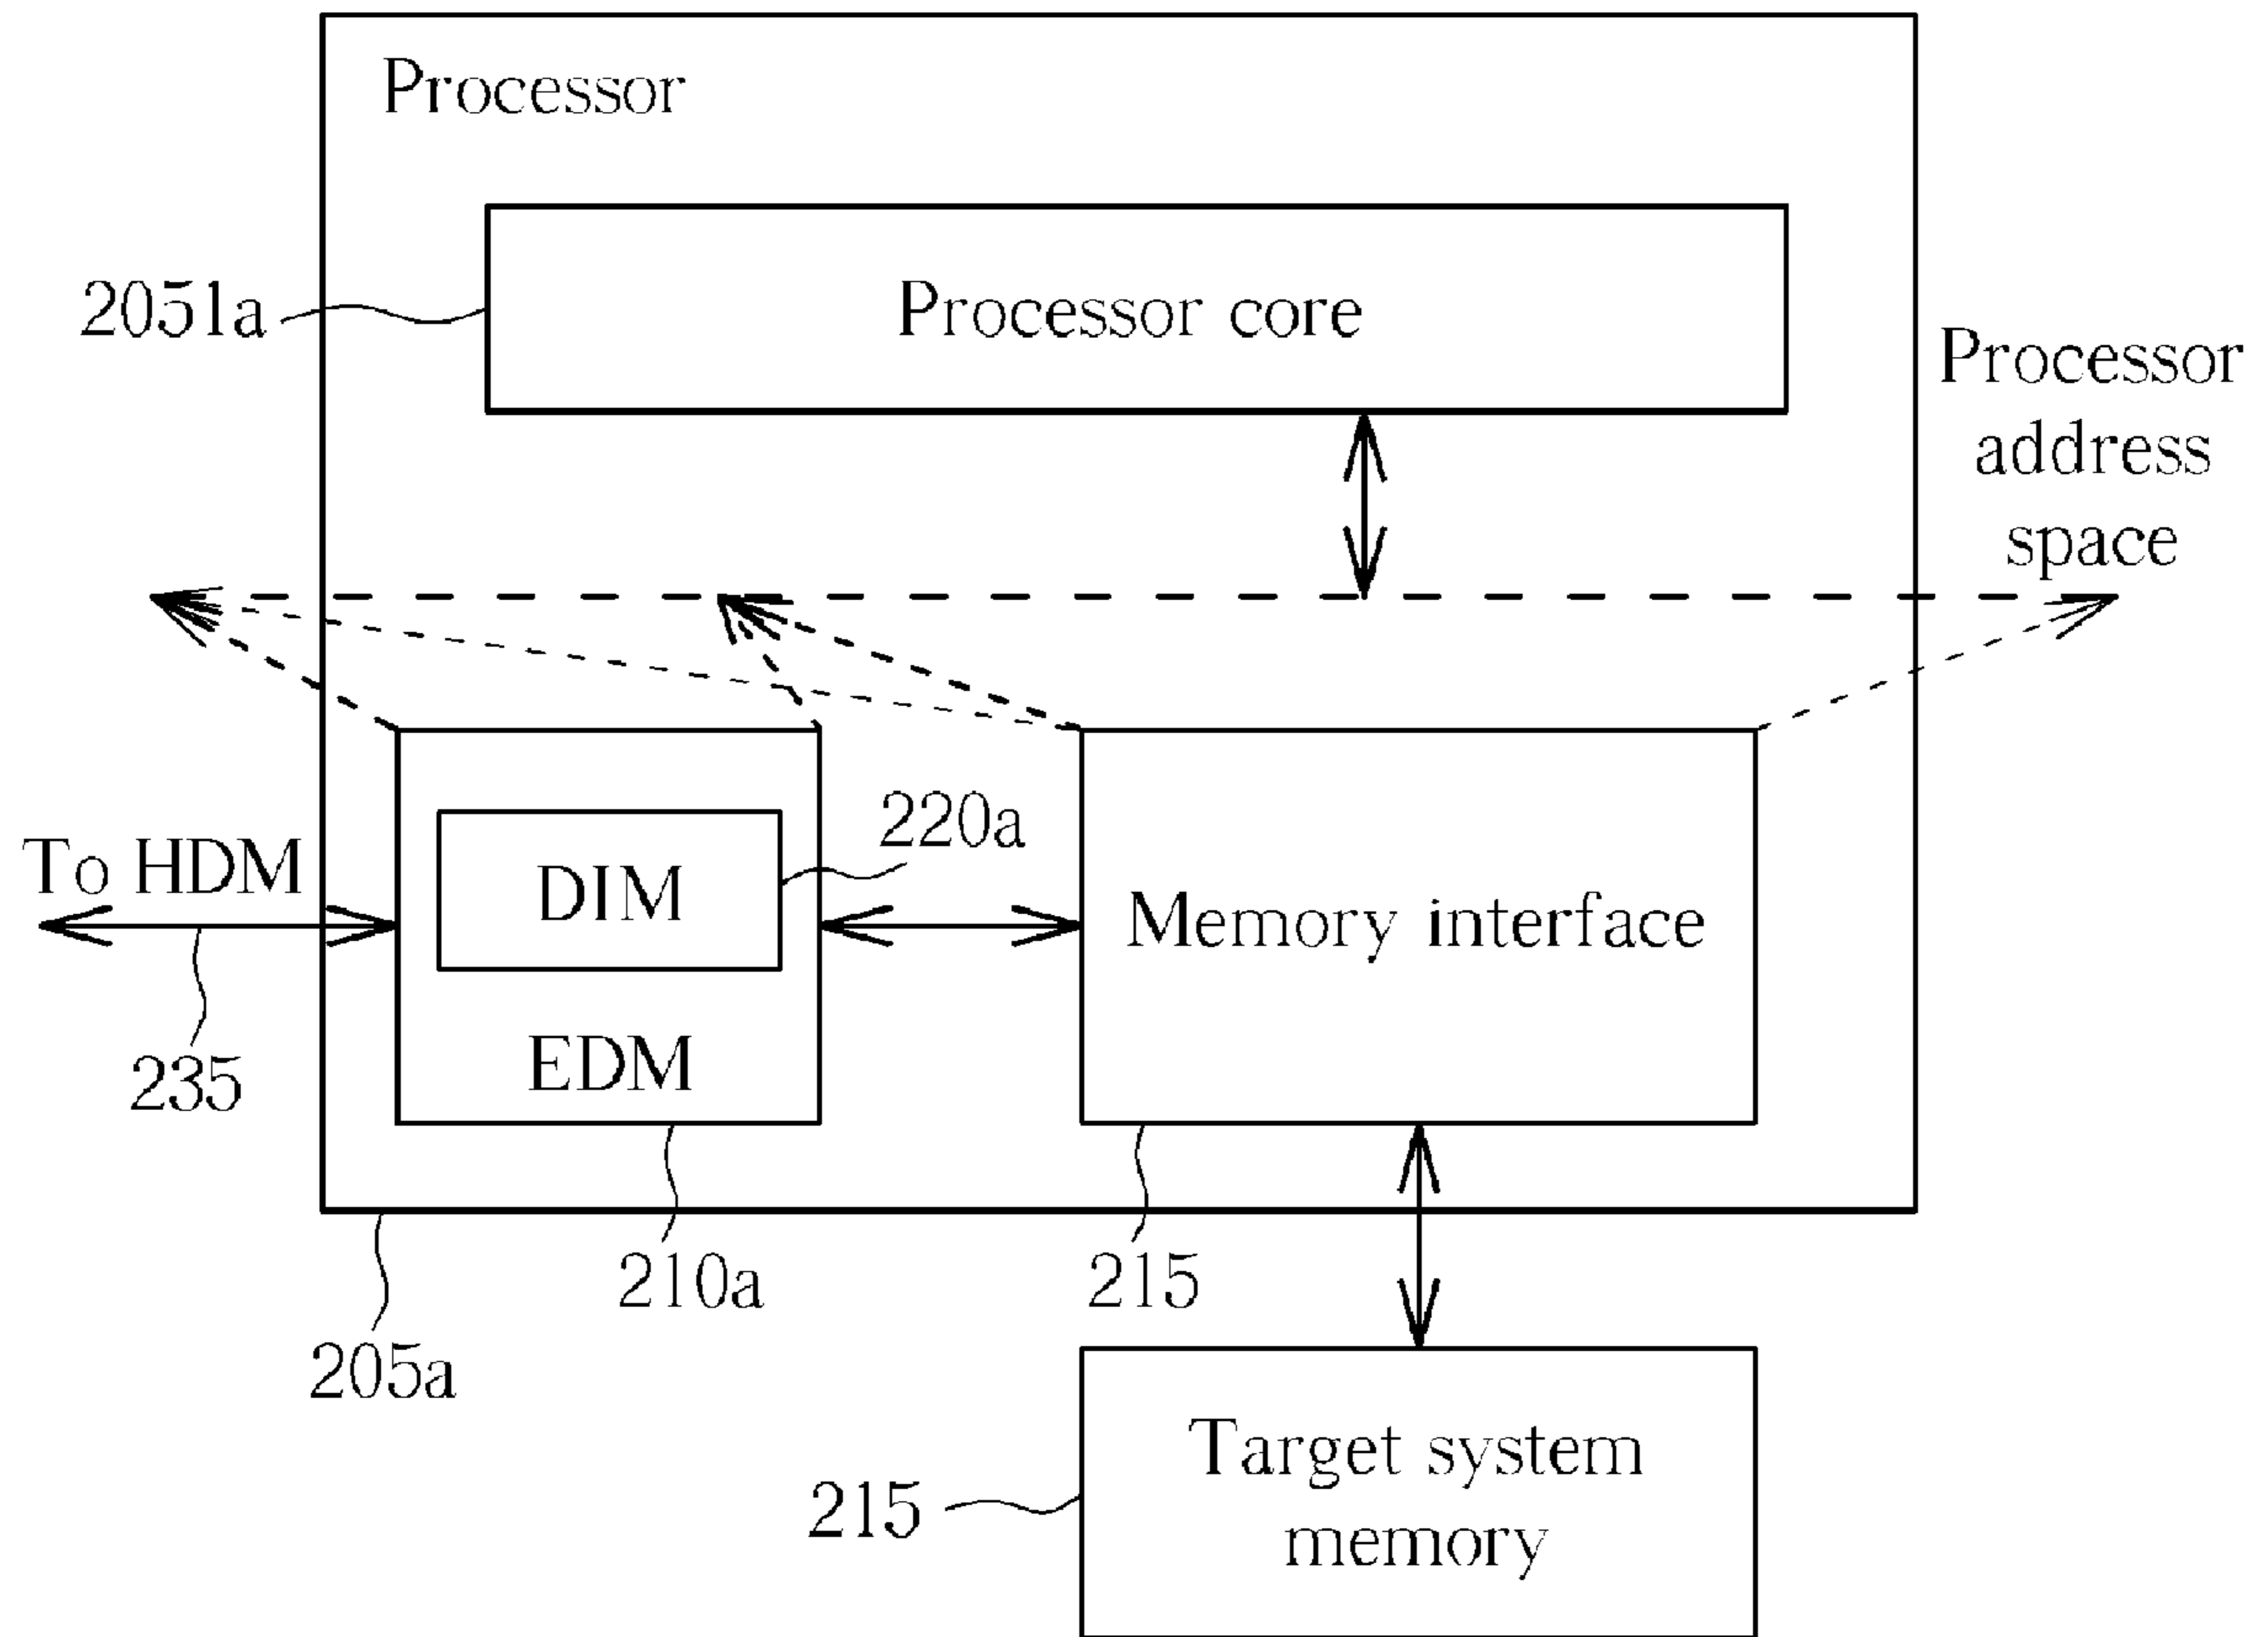 Processor
2051a
Processor core
Processor
address
space
220a
To HDM
DIM
Memory interface
EDM
235
210a
215
205a
Target system
memory
215